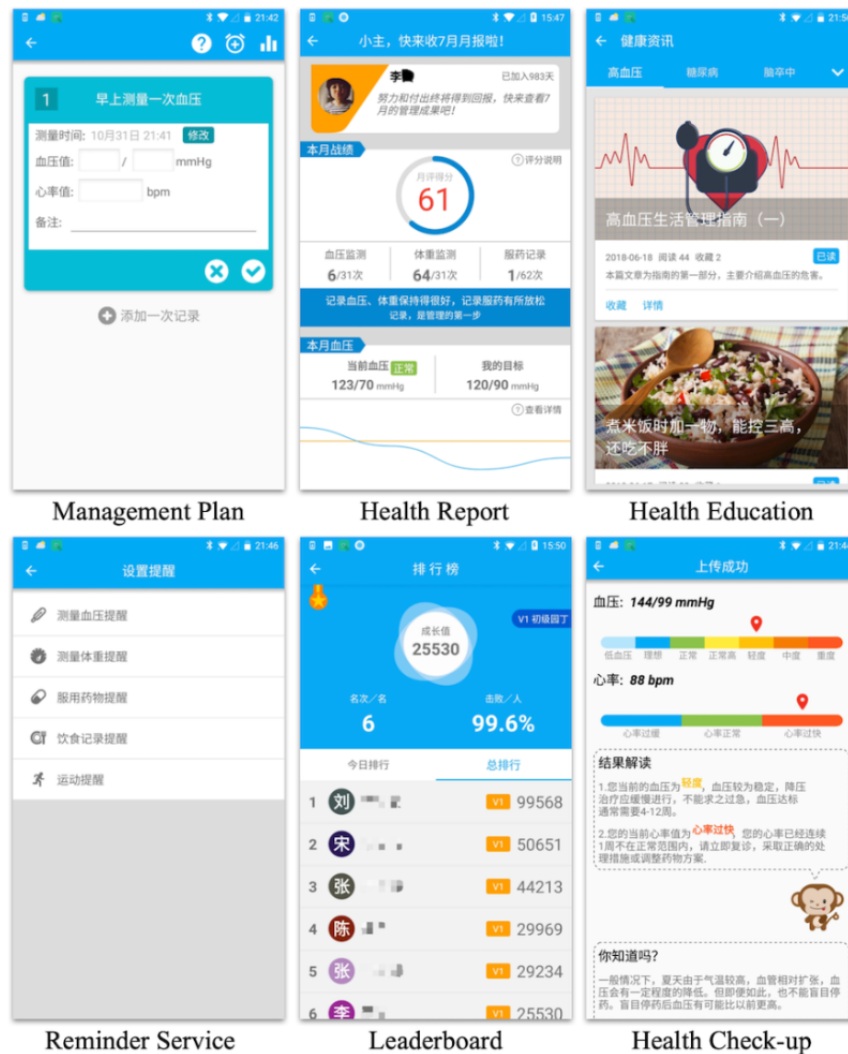 21:42
1
早上测量一次血压
测量时间: 10月31日 21:41 修改
血压值: / mmHg
心率值: bpm
备注:
添加一次记录
Management Plan
15:47
小主，快来收7月月报啦！
李
已加入983天
努力和付出终将得到回报，快来查看7
月的管理成果吧！
本月战绩
?评分说明
月评得分
61
血压监测 体重监测 服药记录
6/31次 64/31次 1/62次
记录血压、体重保持得很好，记录服药有所放松
记录，是管理的第一步
本月血压
当前血压 正常 我的目标
123/70 mmHg 120/90 mmHg
?查看详情
Health Report
健康资讯
高血压 糖尿病 脑卒中
高血压生活管理指南（一）
2018-06-18 阅读 44 收藏 2 已读
本篇文章为指南的第一部分，主要介绍高血压的危害。
收藏 详情
煮米饭时加一物，能控三高，
还吃不胖
Health Education
21:46
设置提醒
测量血压提醒
测量体重提醒
服用药物提醒
饮食记录提醒
运动提醒
Reminder Service
15:50
排行榜
V1 初级园丁
成长值
25530
名次／名 击败／人
6 99.6%
今日排行 总排行
1 刘 V1 99568
2 宋 V1 50651
3 张 V1 44213
4 陈 V1 29969
5 张 V1 29234
6 李 V1 25530
Leaderboard
上传成功
血压: 144/99 mmHg
低血压 理想 正常 正常高 轻度 中度 重度
心率: 88 bpm
心率过缓 心率正常 心率过快
结果解读
1.您当前的血压为轻度，血压较为稳定，降压
治疗应缓慢进行，不能求之过急，血压达标
通常需要4-12周。
2.您的当前心率值为心率过快，您的心率已经连续
1周不在正常范围内，请立即复诊，采取正确的处
理措施或调整药物方案.
你知道吗?
一般情况下，夏天由于气温较高，血管相对扩张，血
压会有一定程度的降低。但即便如此，也不能盲目停
药。盲目停药后血压有可能比以前更高。
Health Check-up